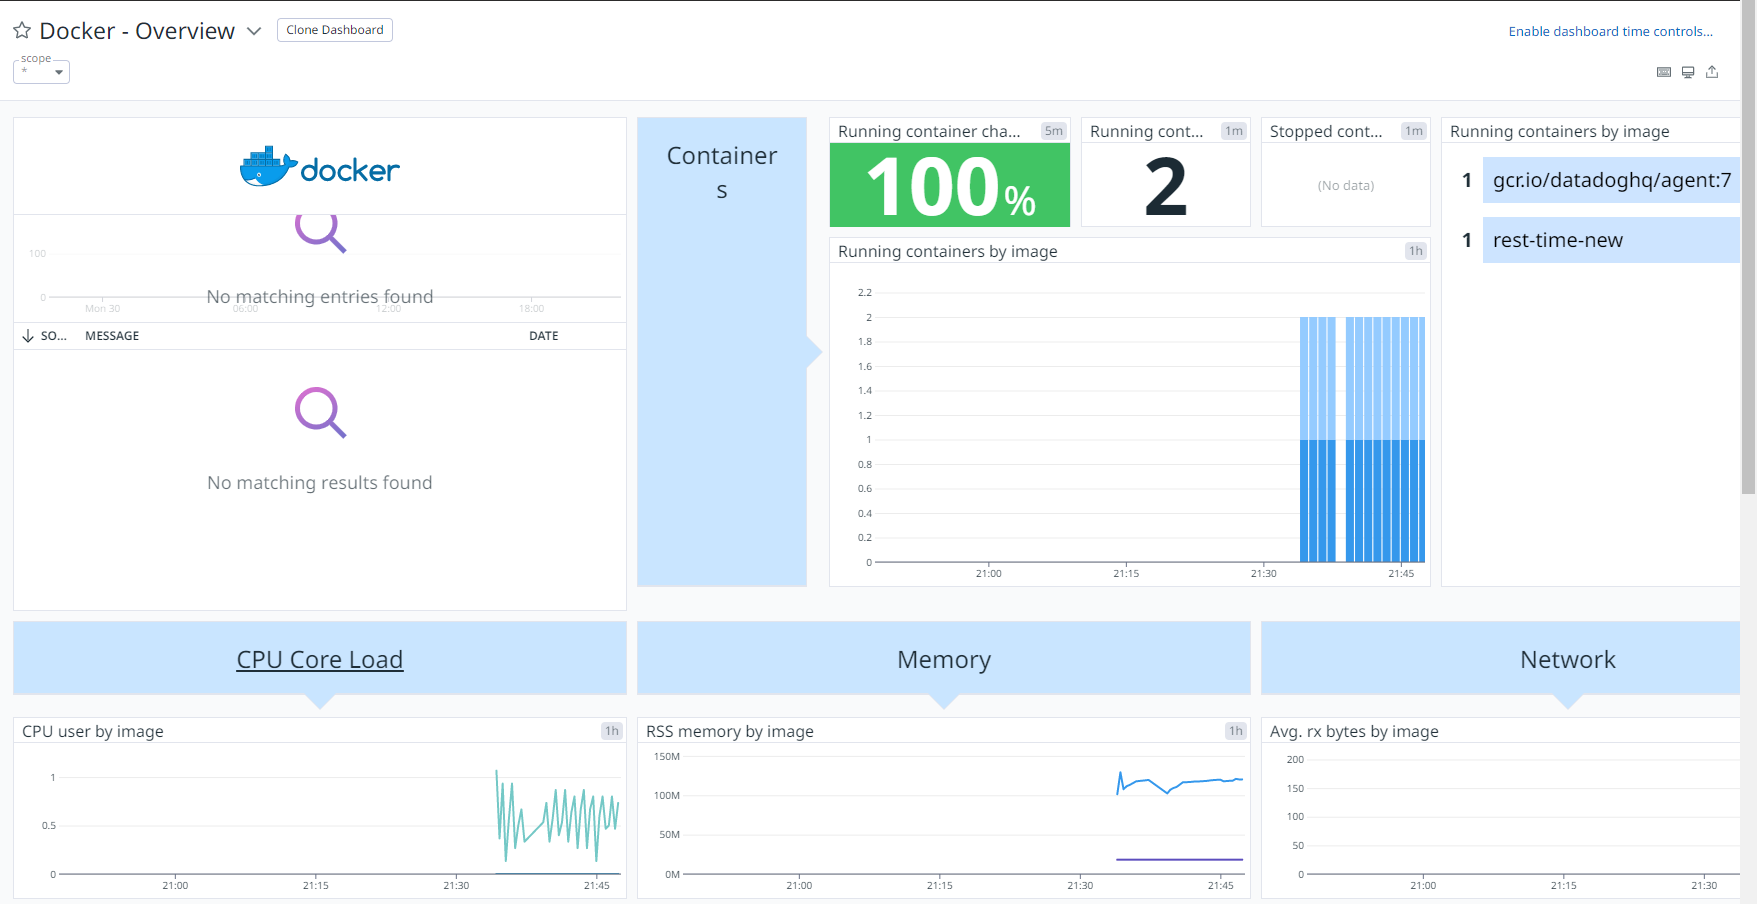 Docker - Overview
Clone Dashboard
Enable dashboard time controls...
scope
*
docker
100
0
Mon 30
06:00
12:00
18:00
No matching entries found
SO...
MESSAGE
DATE
No matching results found
Container
s
Running container cha...
5m
100%
Running cont...
1m
2
Stopped cont...
1m
(No data)
Running containers by image
1h
2.2
2
1.8
1.6
1.4
1.2
1
0.8
0.6
0.4
0.2
0
21:00
21:15
21:30
21:45
Running containers by image
1 gcr.io/datadoghq/agent:7
1 rest-time-new
CPU Core Load
Memory
Network
CPU user by image
1h
1
0.5
0
21:00
21:15
21:30
21:45
RSS memory by image
1h
150M
100M
50M
0M
21:00
21:15
21:30
21:45
Avg. rx bytes by image
200
150
100
50
0
21:00
21:15
21:30